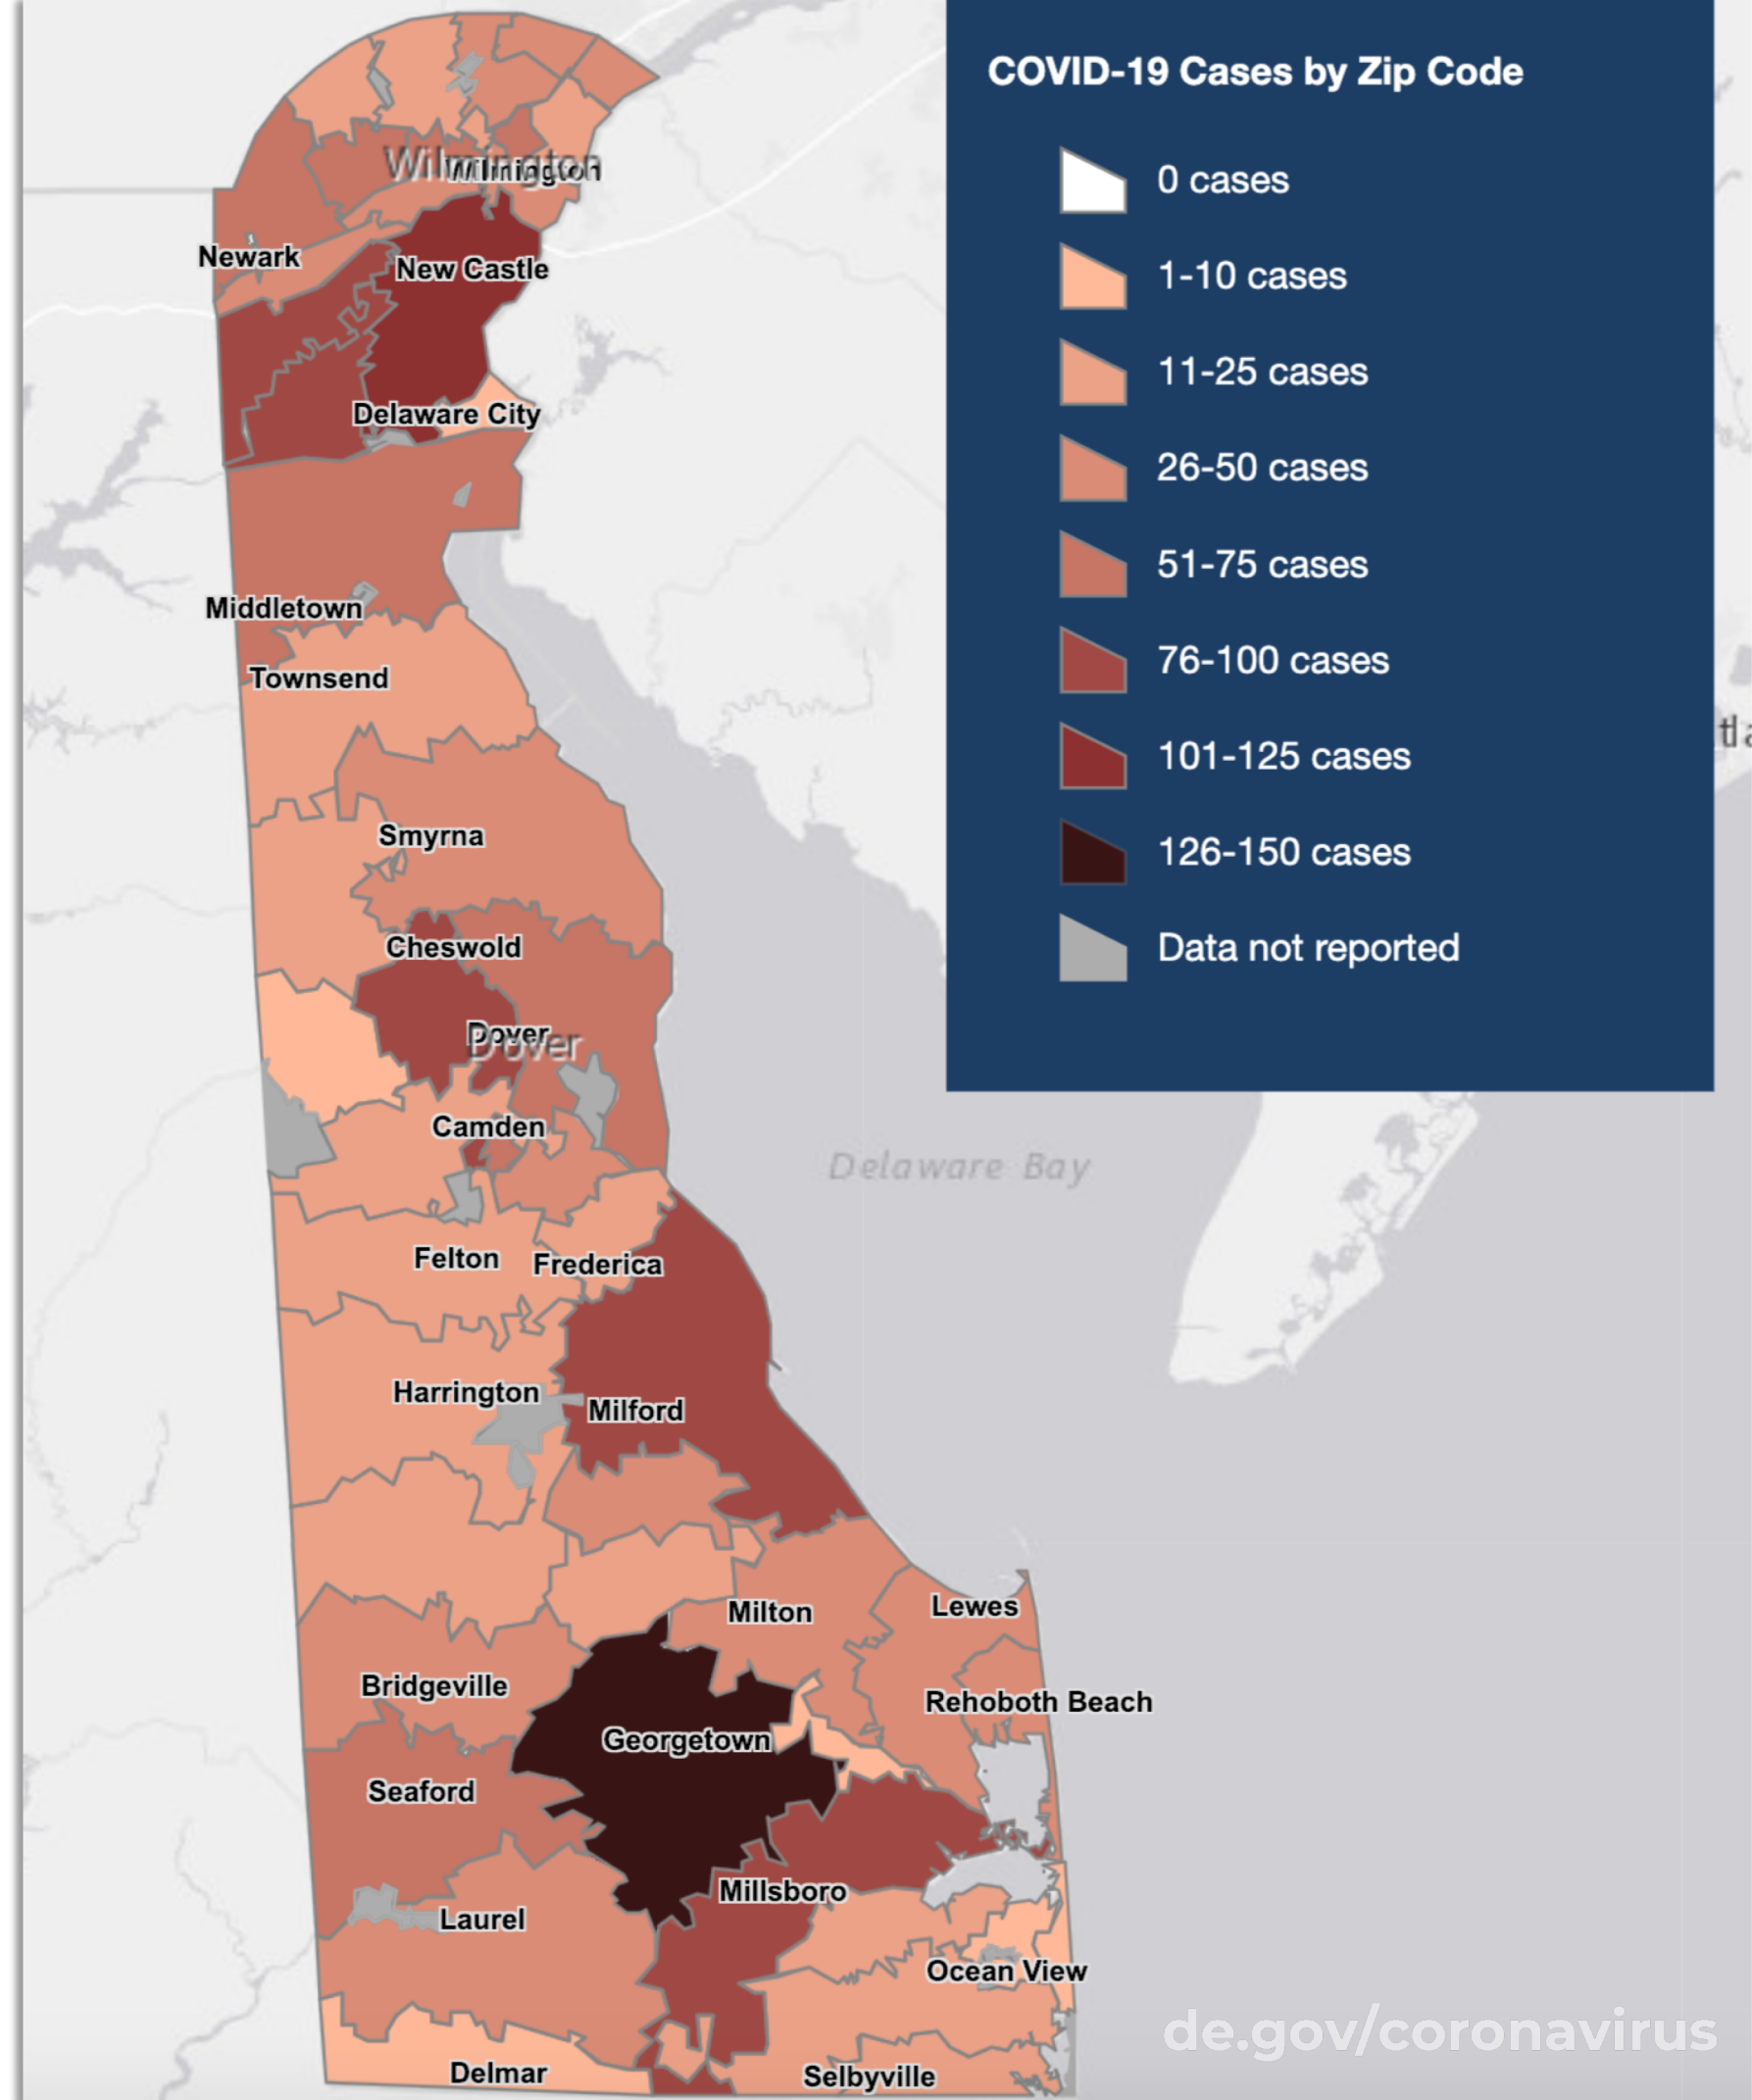 COVID-19 Cases by Zip Code
0 cases
1-10 cases
11-25 cases
26-50 cases
51-75 cases
76-100 cases
101-125 cases
126-150 cases
Data not reported
Wilmington
Wilmington
Newark
New Castle
Delaware City
Middletown
Townsend
Smyrna
Cheswold
Dover
Dover
Camden
Delaware Bay
Felton
Frederica
Harrington
Milford
Milton
Lewes
Bridgeville
Rehoboth Beach
Georgetown
Seaford
Millsboro
Laurel
Ocean View
de.gov/coronavirus
Delmar
Selbyville